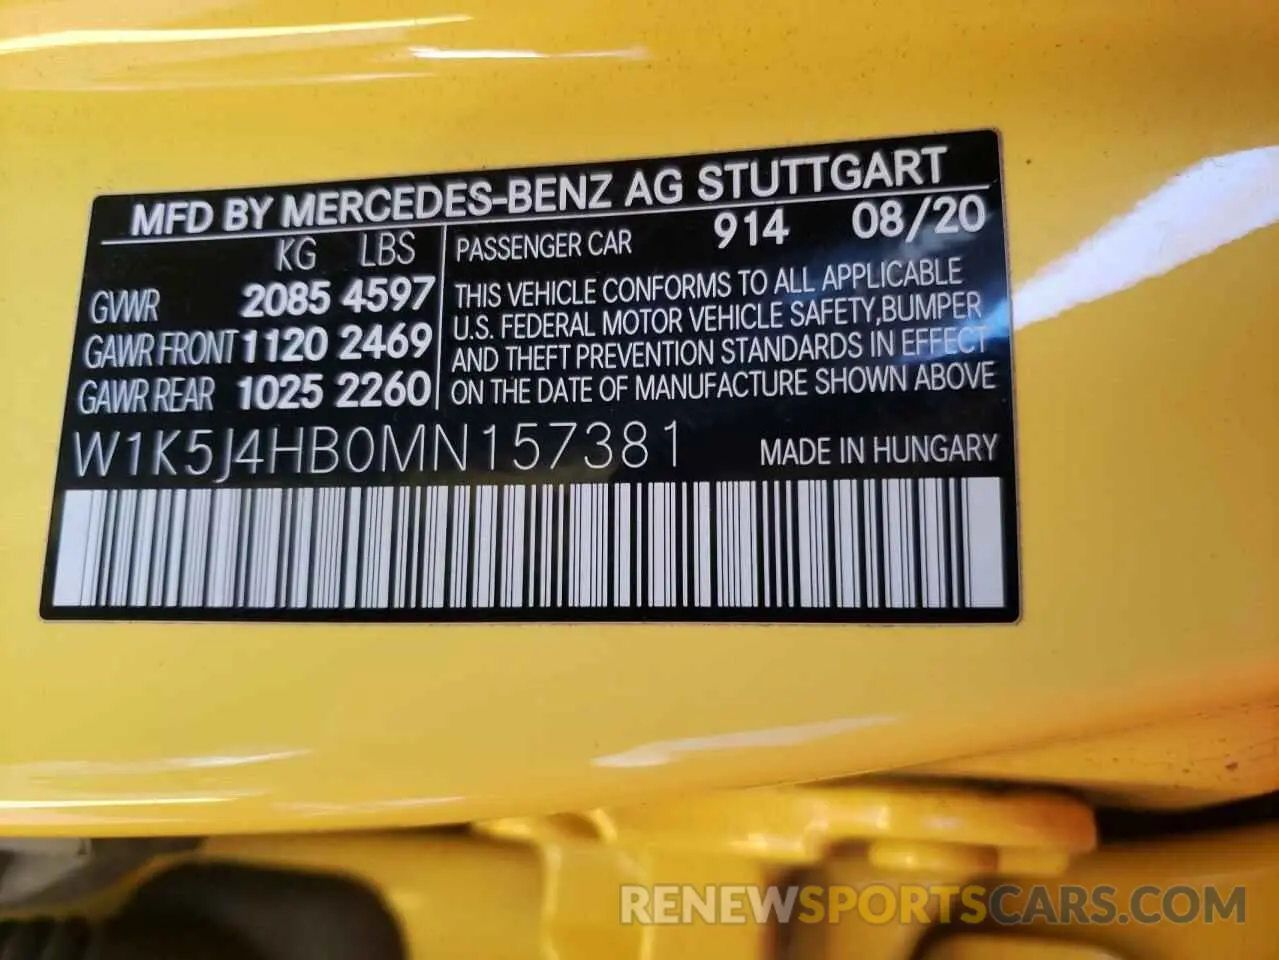 MFD BY MERCEDES-BENZ AG STUTTGART
KG LBS
GVWR 2085 4597
GAWR FRONT 1120 2469
GAWR REAR 1025 2260
PASSENGER CAR 914 08/20
THIS VEHICLE CONFORMS TO ALL APPLICABLE
U.S. FEDERAL MOTOR VEHICLE SAFETY,BUMPER
AND THEFT PREVENTION STANDARDS IN EFFECT
ON THE DATE OF MANUFACTURE SHOWN ABOVE
W1K5J4HB0MN157381
MADE IN HUNGARY
RENEWSPORTSCARS.COM